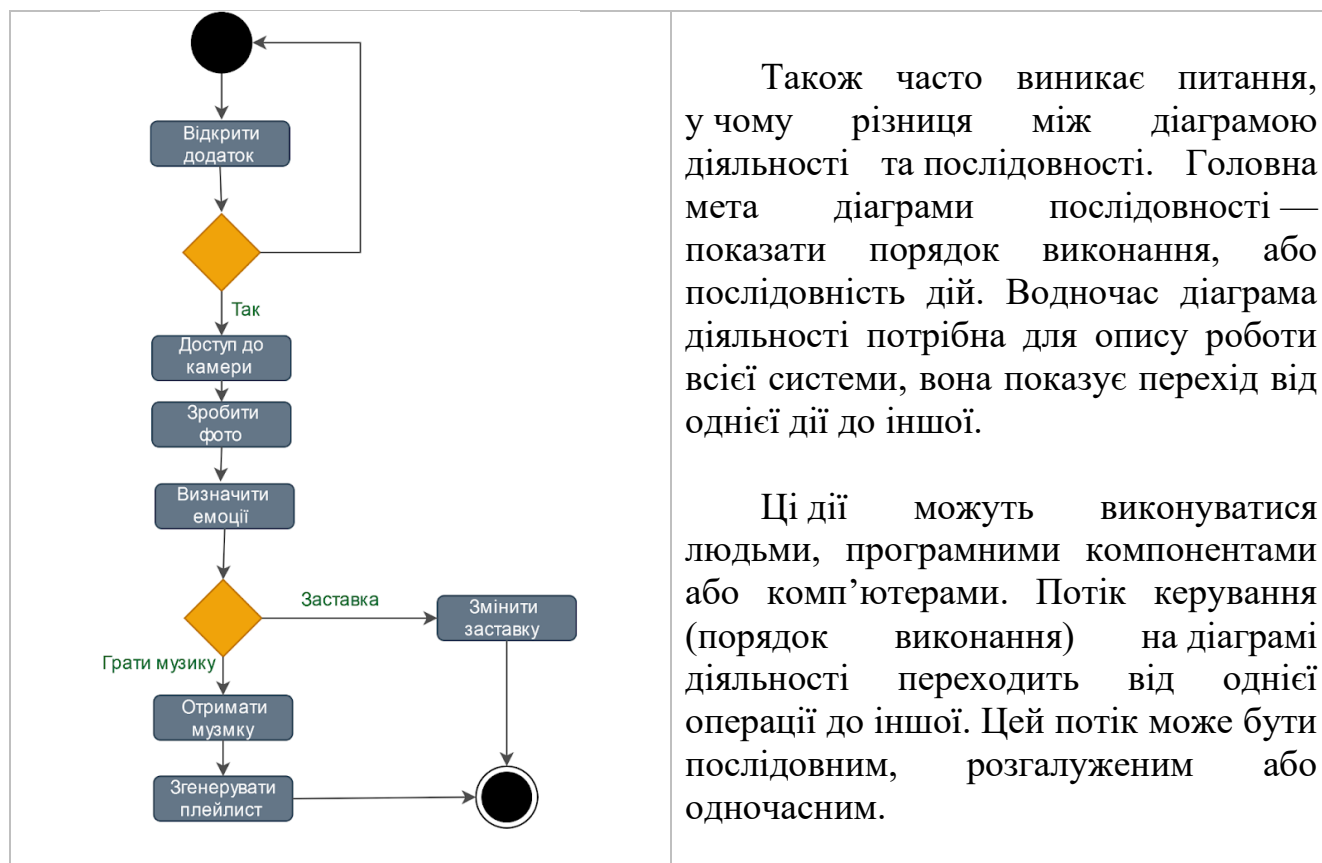 Відкрити
додаток
Так
Доступ до
камери
Зробити
фото
Визначити
емоції
Заставка
Змінити
заставку
Грати музику
Отримати
музмку
Згенерувати
плейлист
Також часто виникає питання,
у чому різниця між діаграмою
діяльності та послідовності. Головна
мета діаграми послідовності —
показати порядок виконання, або
послідовність дій. Водночас діаграма
діяльності потрібна для опису роботи
всієї системи, вона показує перехід від
однієї дії до іншої.
Ці дії можуть виконуватися
людьми, програмними компонентами
або комп’ютерами. Потік керування
(порядок виконання) на діаграмі
діяльності переходить від однієї
операції до іншої. Цей потік може бути
послідовним, розгалуженим або
одночасним.